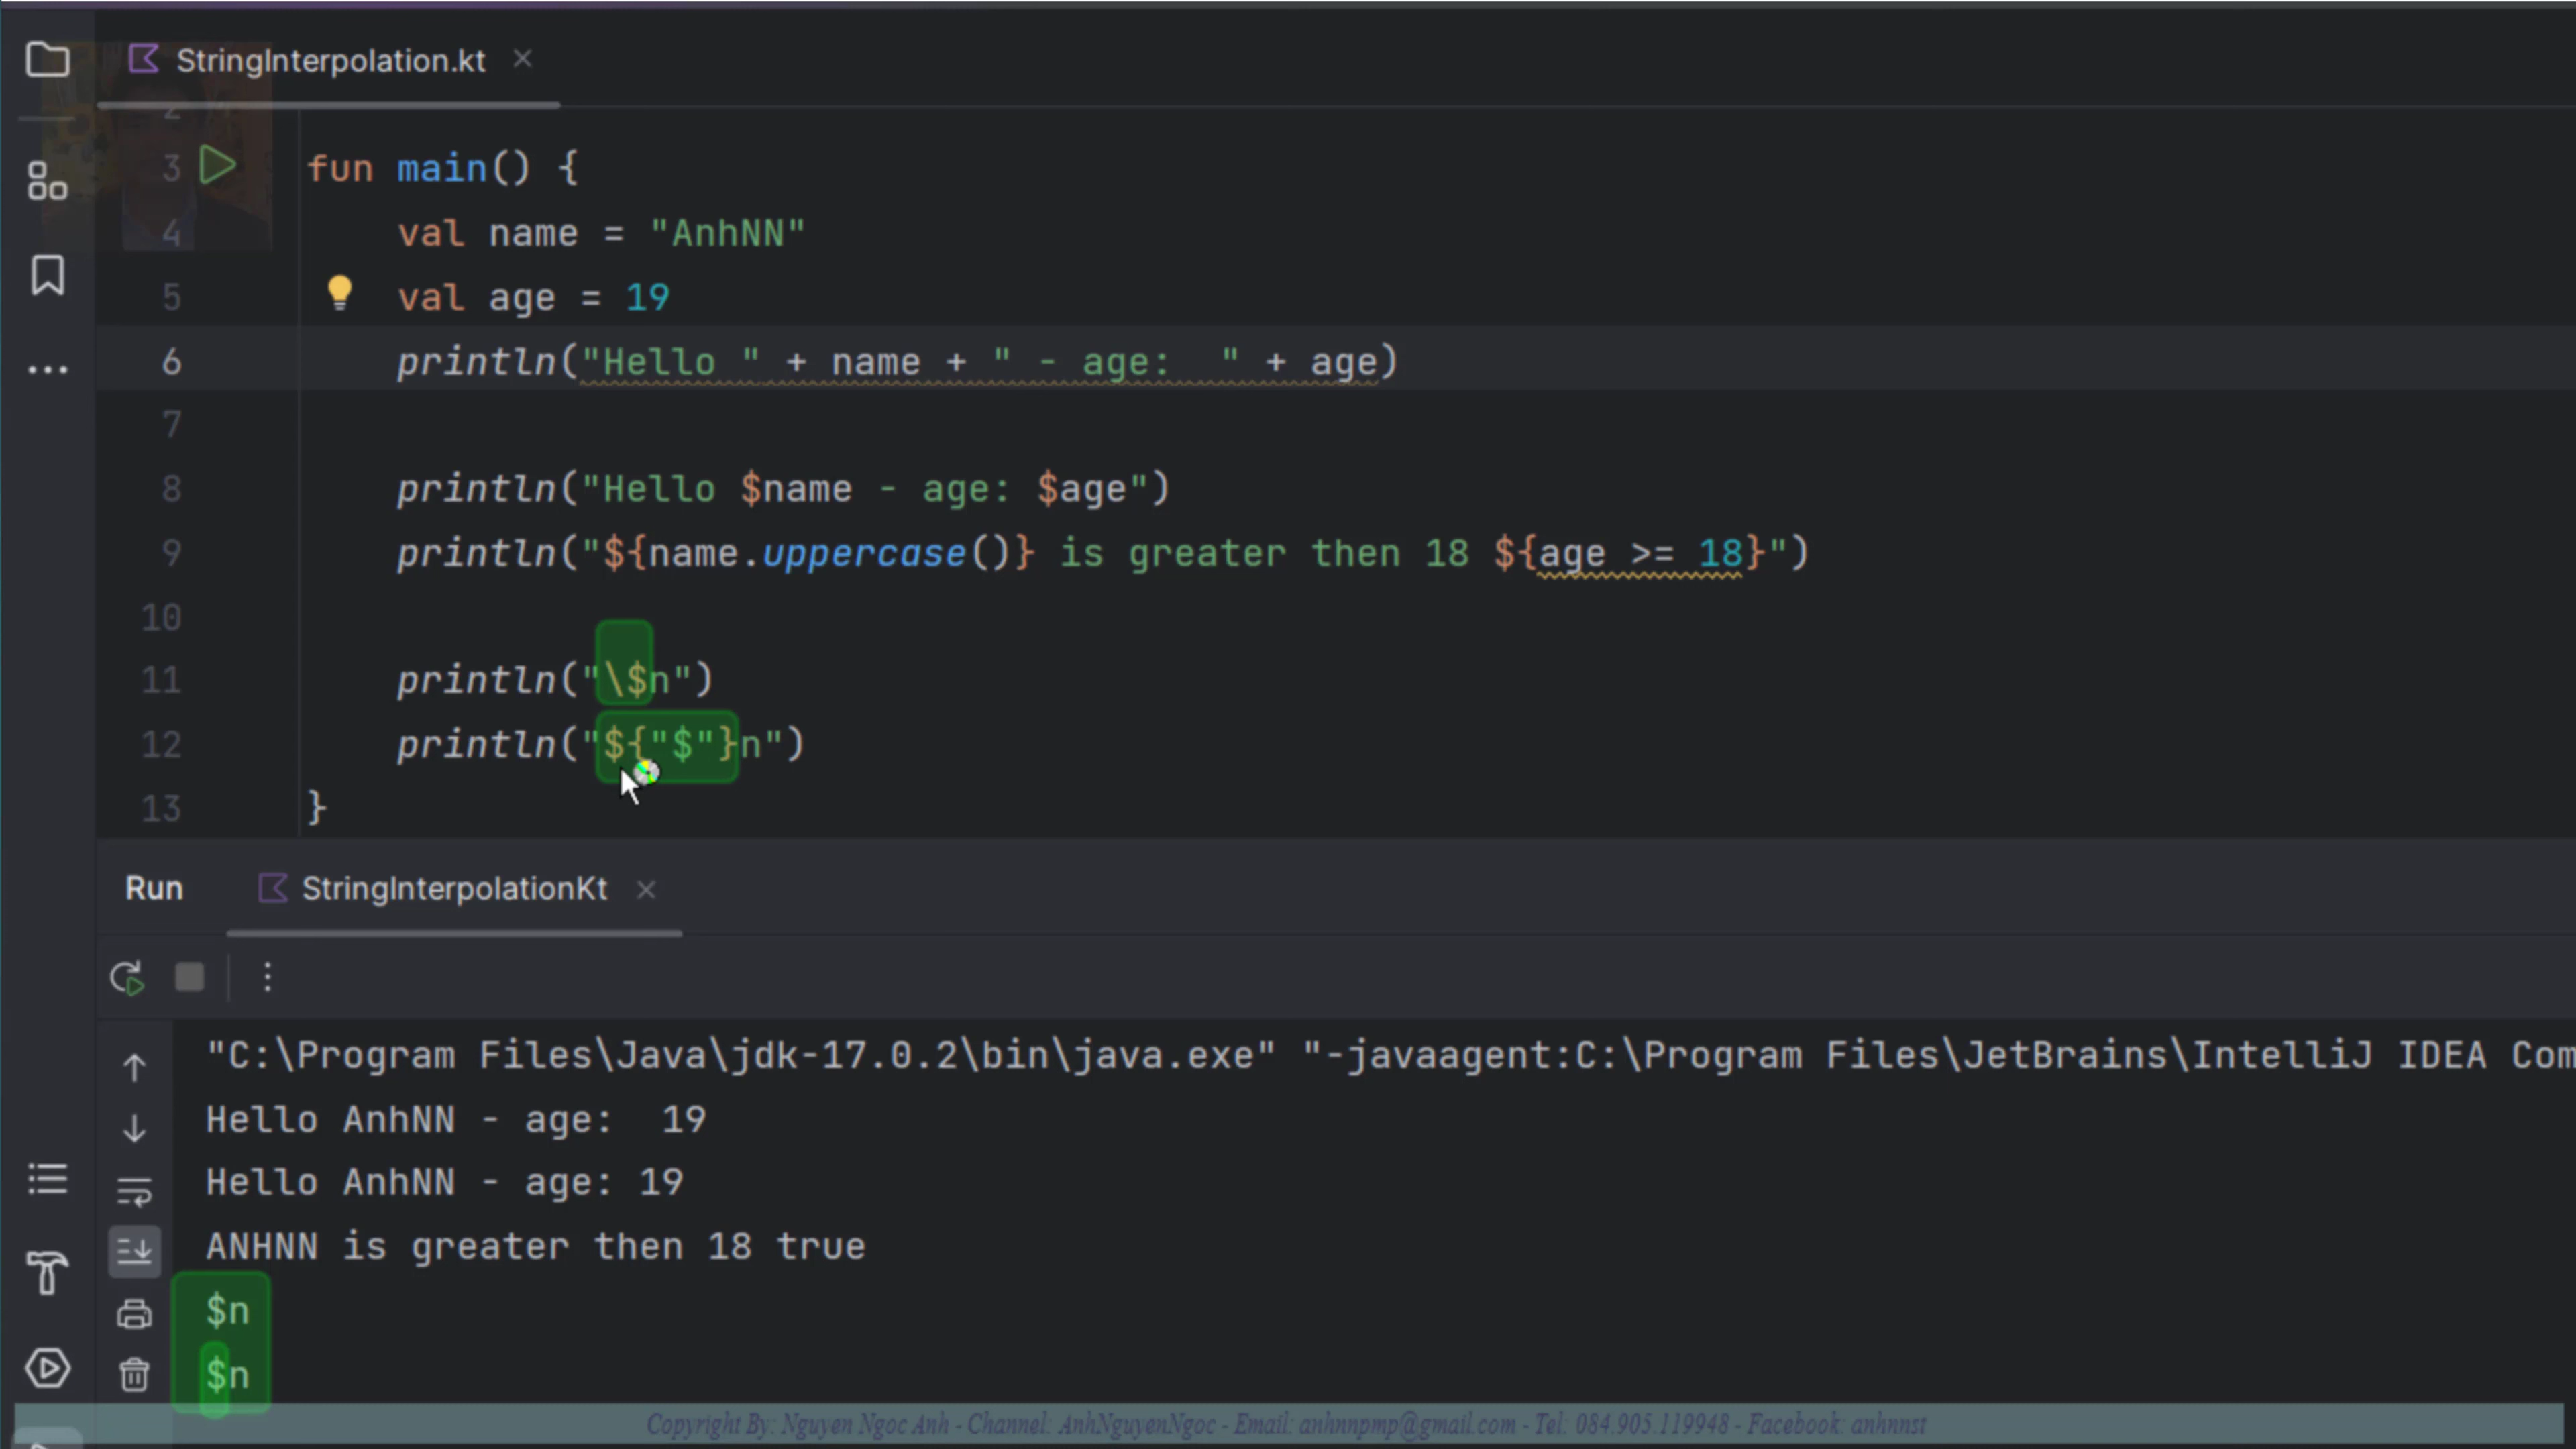 StringInterpolation.kt
2
3 fun main() {
4 val name = "AnhNN"
5 val age = 19
6 println("Hello " + name + " - age:  " + age)
7
8 println("Hello $name - age: $age")
9 println("${name.uppercase()} is greater then 18 ${age >= 18}")
10
11 println("\$n")
12 println("${"$"}n")
13 }
Run StringInterpolationKt
"C:\Program Files\Java\jdk-17.0.2\bin\java.exe" "-javaagent:C:\Program Files\JetBrains\IntelliJ IDEA Com
Hello AnhNN - age:  19
Hello AnhNN - age: 19
ANHNN is greater then 18 true
$n
$n
Copyright By: Nguyen Ngoc Anh - Channel: AnhNguyenNgoc - Email: anhnnpmp@gmail.com - Tel: 084.905.119948 - Facebook: anhnnst